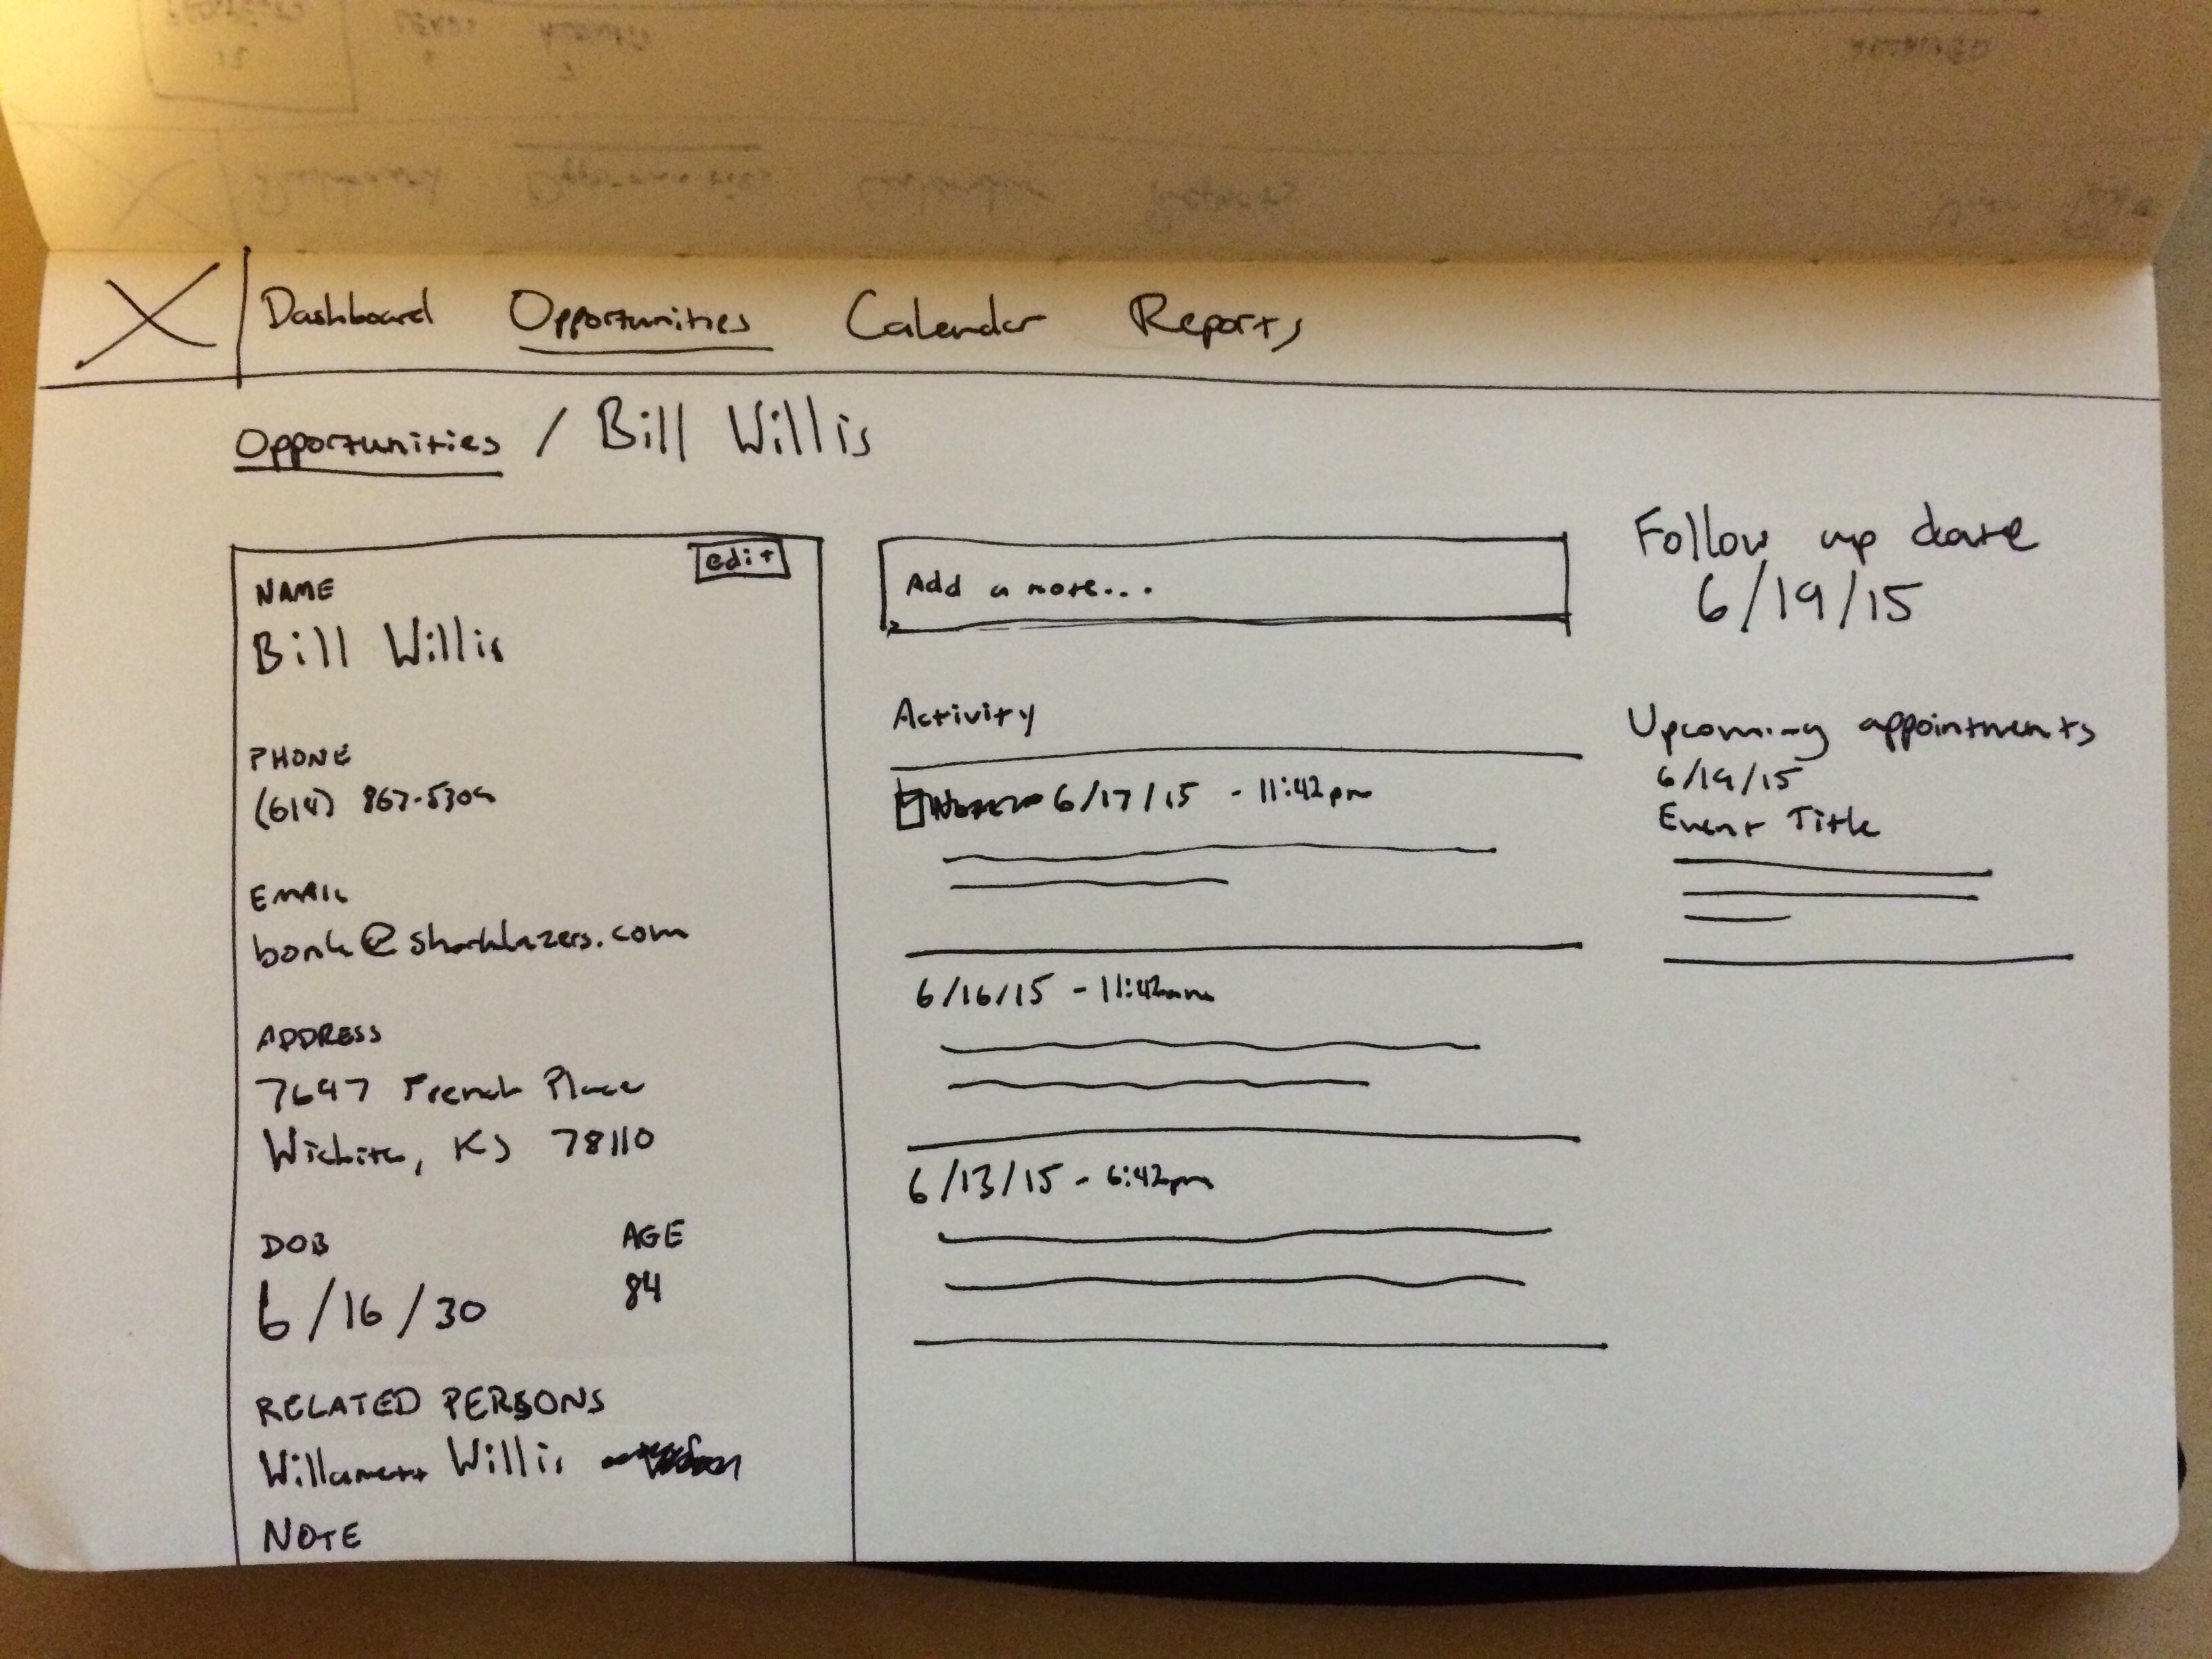 Dashboard Opportunities Calendar Reports
Opportunities / Bill Willis
edit
NAME
Bill Willis
PHONE
(614) 867-5309
EMAIL
bonk@sharklazers.com
ADDRESS
7697 French Place
Wichita, KS 78110
DOB AGE
6/16/30 84
RELATED PERSONS
Willamett Willis
NOTE
Add a note...
Activity
6/17/15 - 11:42pm
6/16/15 - 11:42am
6/13/15 - 6:42pm
Follow up date
6/19/15
Upcoming appointments
6/19/15
Event Title